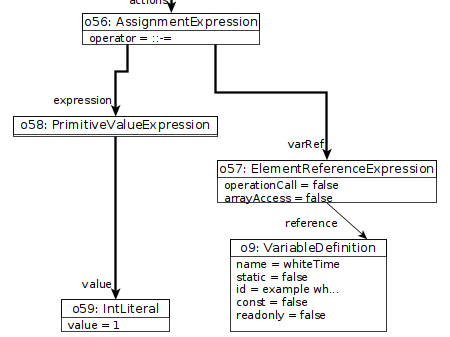 actions
o56: AssignmentExpression
operator = ::-=
expression
o58: PrimitiveValueExpression
varRef
o57: ElementReferenceExpression
operationCall = false
arrayAccess = false
reference
o9: VariableDefinition
name = whiteTime
static = false
id = example wh...
const = false
readonly = false
value
o59: IntLiteral
value = 1